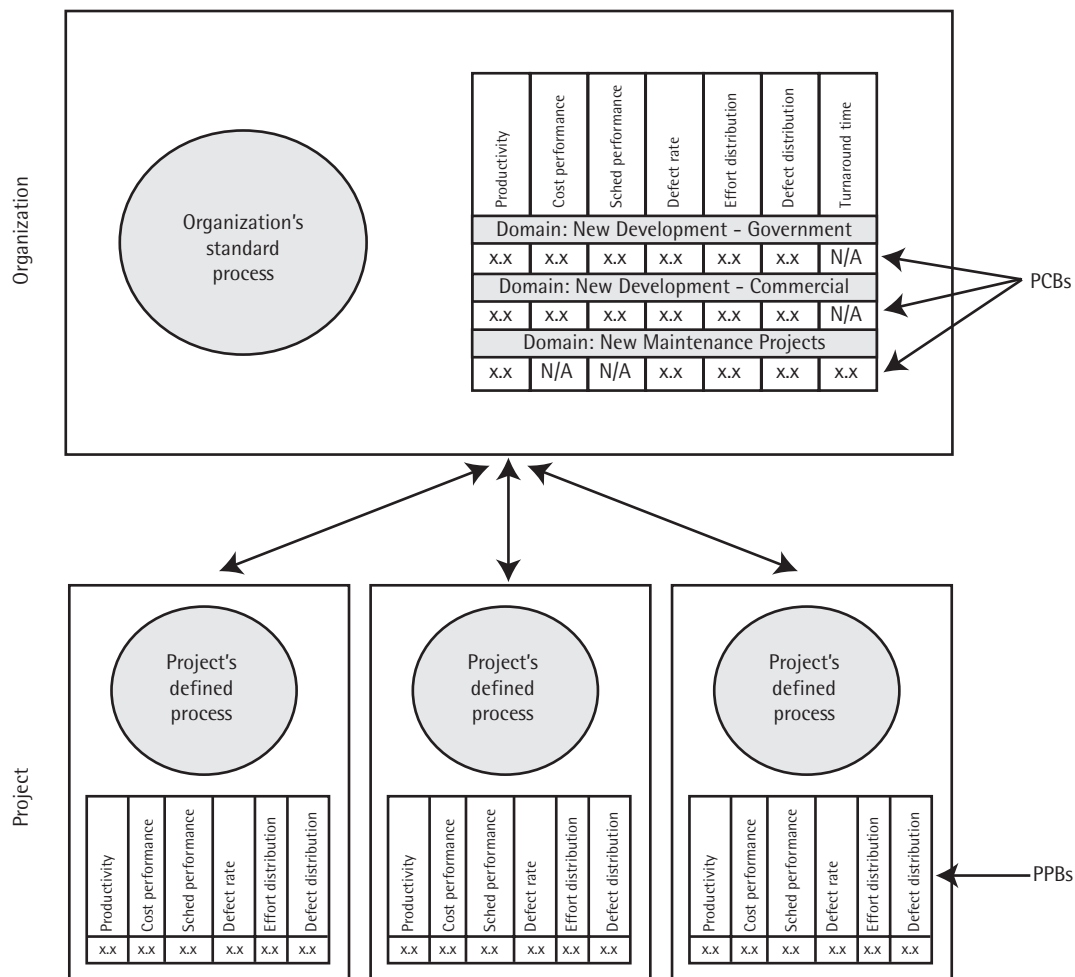 Organization
Organization's
standard
process
Productivity
Cost performance
Sched performance
Defect rate
Effort distribution
Defect distribution
Turnaround time
Domain: New Development - Government
x.x x.x x.x x.x x.x x.x N/A
Domain: New Development - Commercial
x.x x.x x.x x.x x.x x.x N/A
Domain: New Maintenance Projects
x.x N/A N/A x.x x.x x.x x.x
PCBs
Project
Project's
defined
process
Productivity
Cost performance
Sched performance
Defect rate
Effort distribution
Defect distribution
x.x x.x x.x x.x x.x x.x
Project's
defined
process
Productivity
Cost performance
Sched performance
Defect rate
Effort distribution
Defect distribution
x.x x.x x.x x.x x.x x.x
Project's
defined
process
Productivity
Cost performance
Sched performance
Defect rate
Effort distribution
Defect distribution
x.x x.x x.x x.x x.x x.x
PPBs